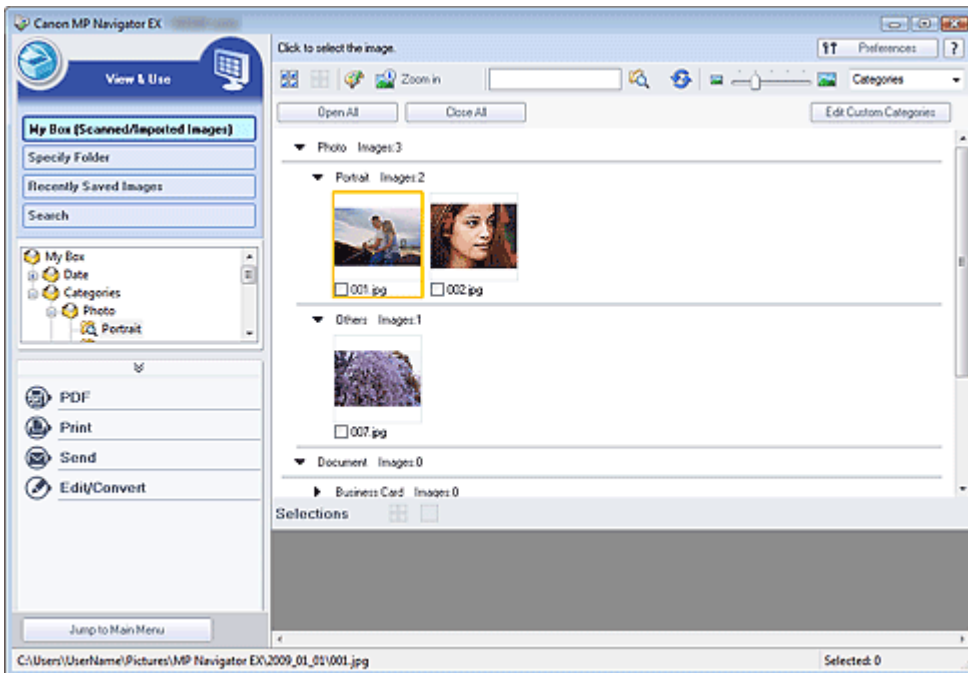 Canon MP Navigator EX
View & Use
Click to select the image.
Preferences
?
Zoom in
Categories
Open All
Close All
Edit Custom Categories
My Box (Scanned/Imported Images)
Specify Folder
Recently Saved Images
Search
My Box
Date
Categories
Photo
Portrait
PDF
Print
Send
Edit/Convert
Jump to Main Menu
Photo Images:3
Portrait Images:2
001.jpg
002.jpg
Others Images:1
007.jpg
Document Images:0
Business Card Images:0
Selections
C:\Users\UserName\Pictures\MP Navigator EX\2009_01_01\001.jpg
Selected: 0